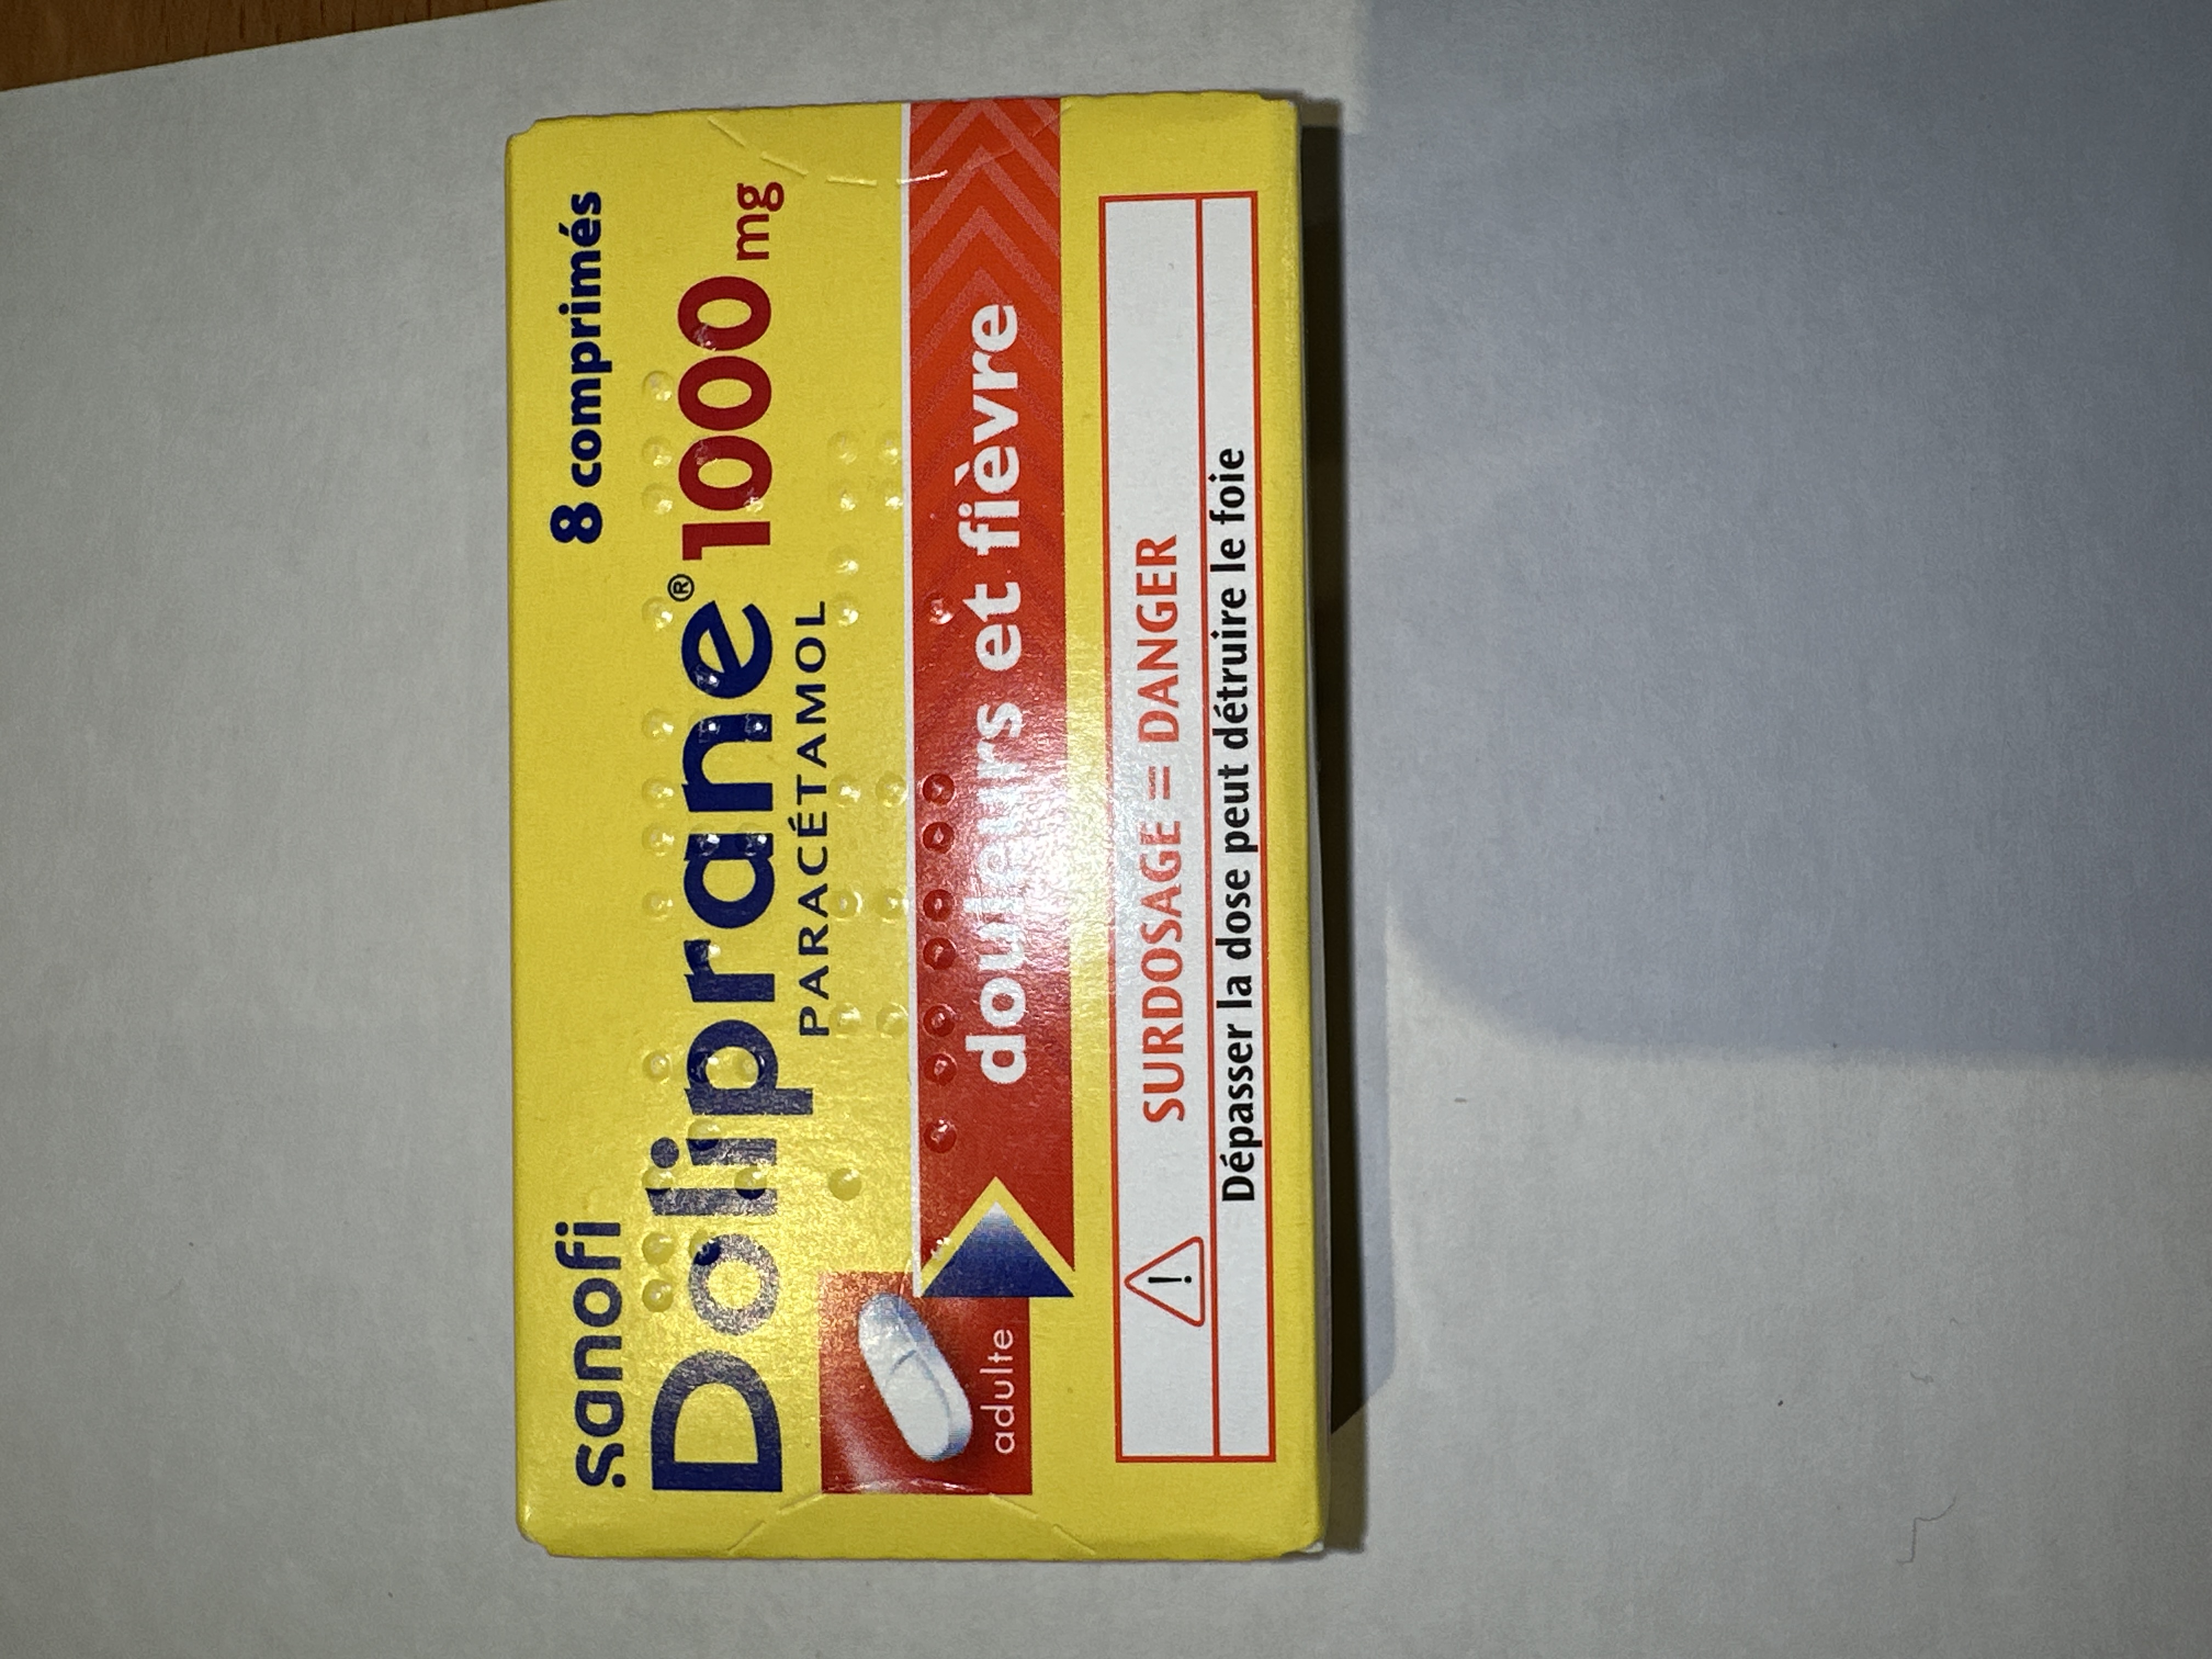 sanofi
8 comprimés
Doliprane® 1000 mg
PARACÉTAMOL
douleurs et fièvre
adulte
SURDOSAGE = DANGER
Dépasser la dose peut détruire le foie